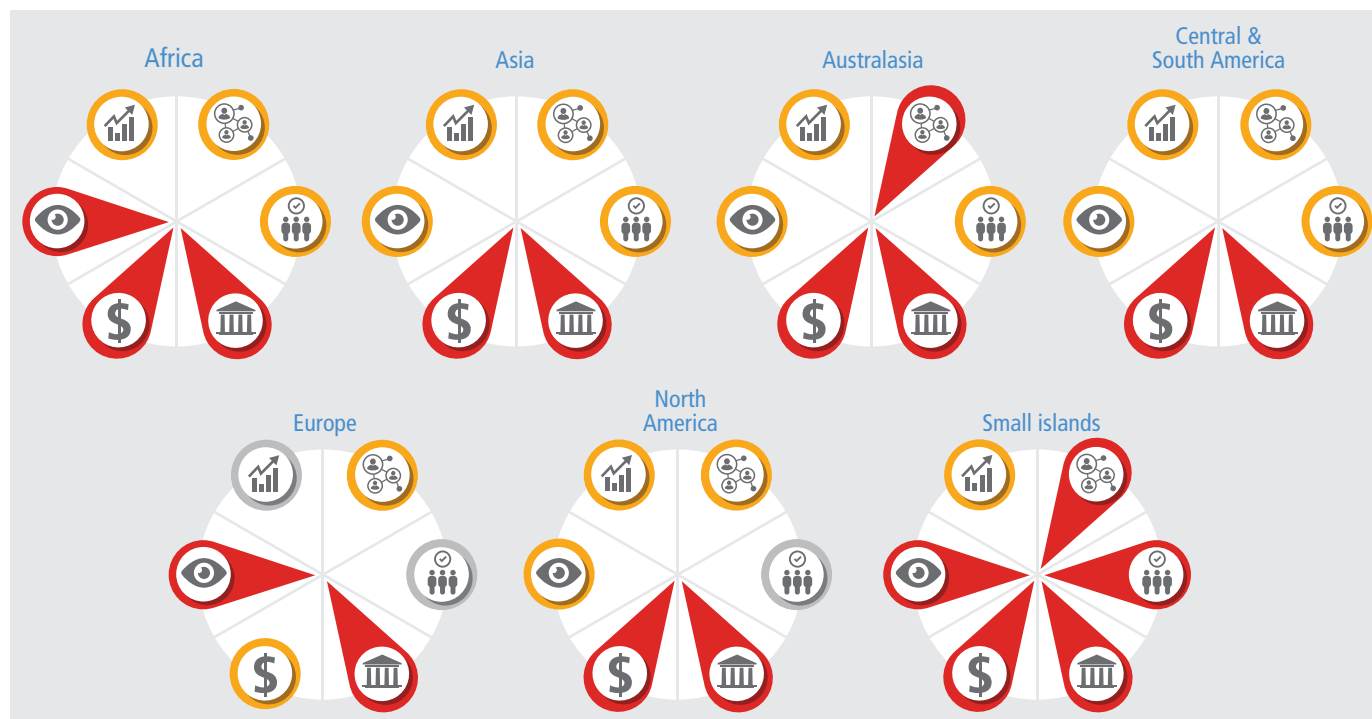 Africa
Asia
Australasia
Central &
South America
$
$
$
$
Europe
North
America
Small islands
$
$
$